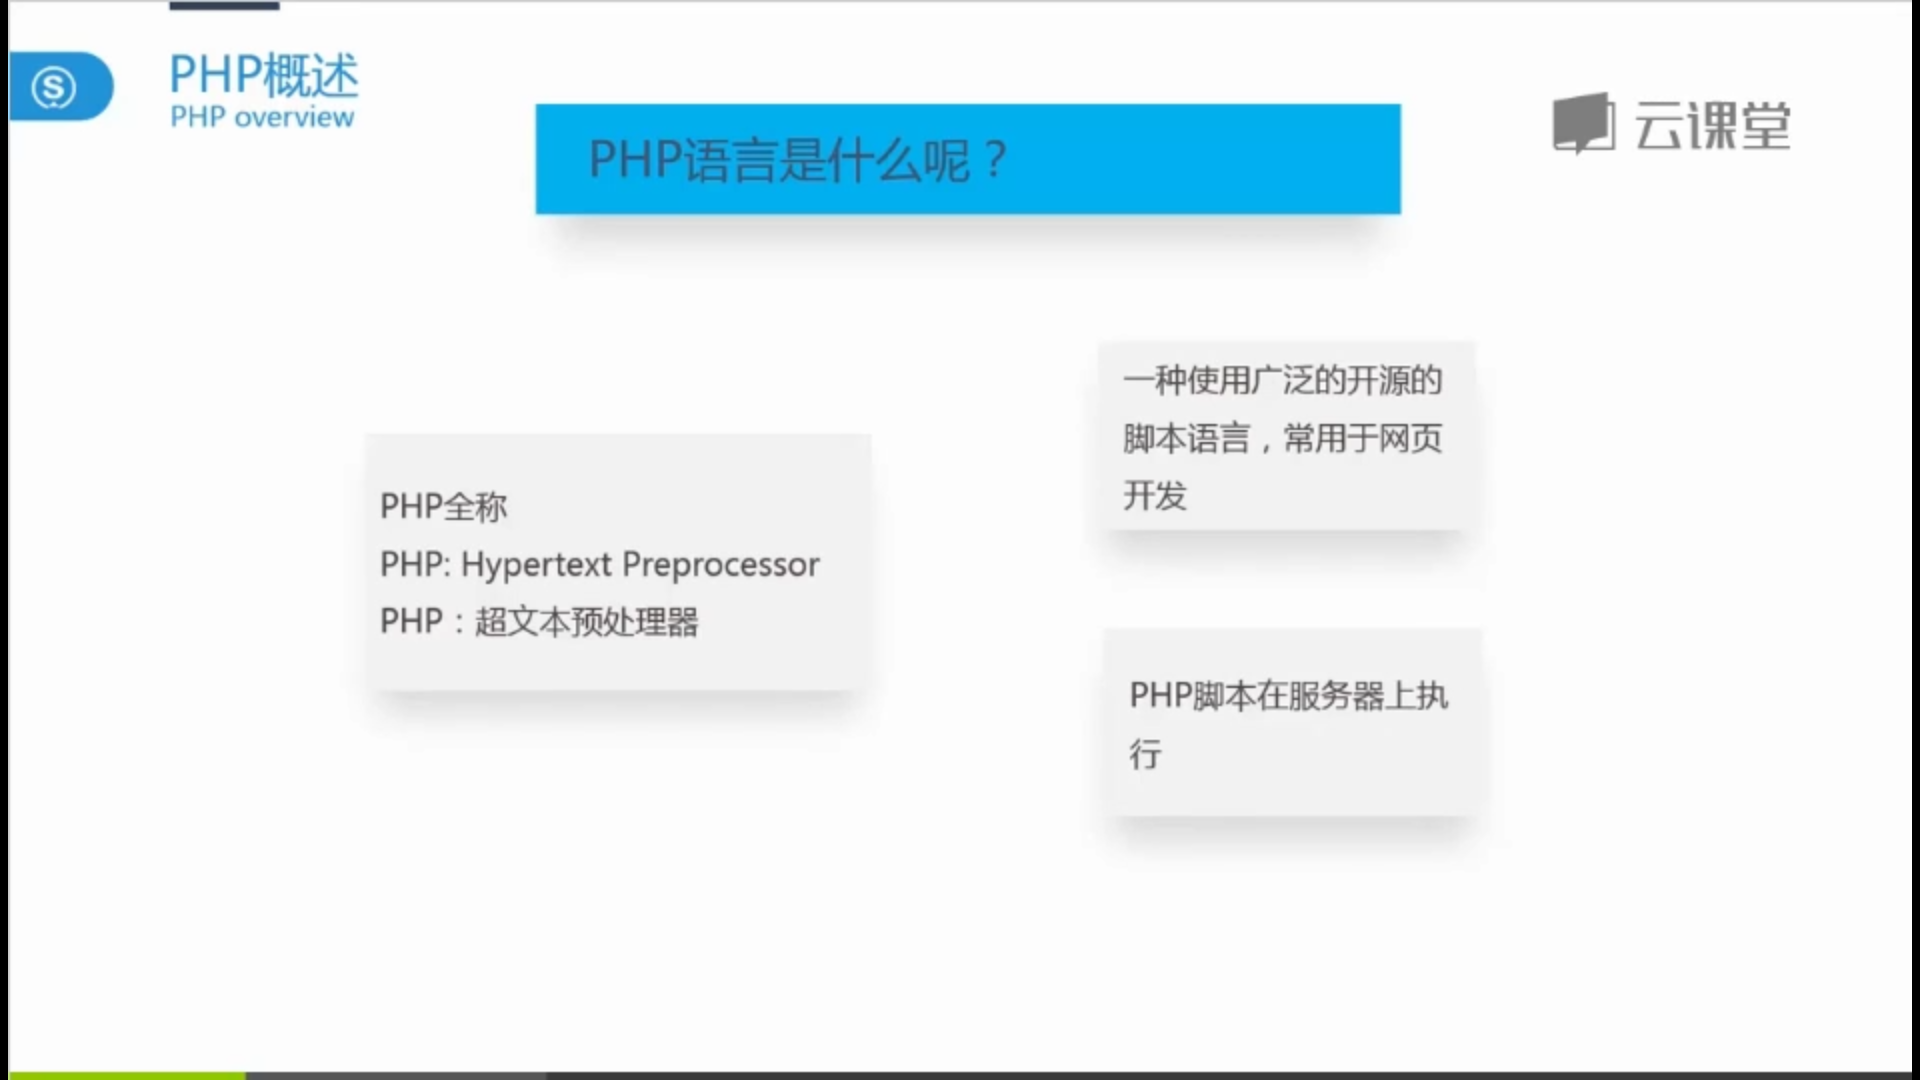 PHP概述
PHP overview
PHP语言是什么呢？
云课堂
PHP全称
PHP: Hypertext Preprocessor
PHP：超文本预处理器
一种使用广泛的开源的
脚本语言，常用于网页
开发
PHP脚本在服务器上执
行